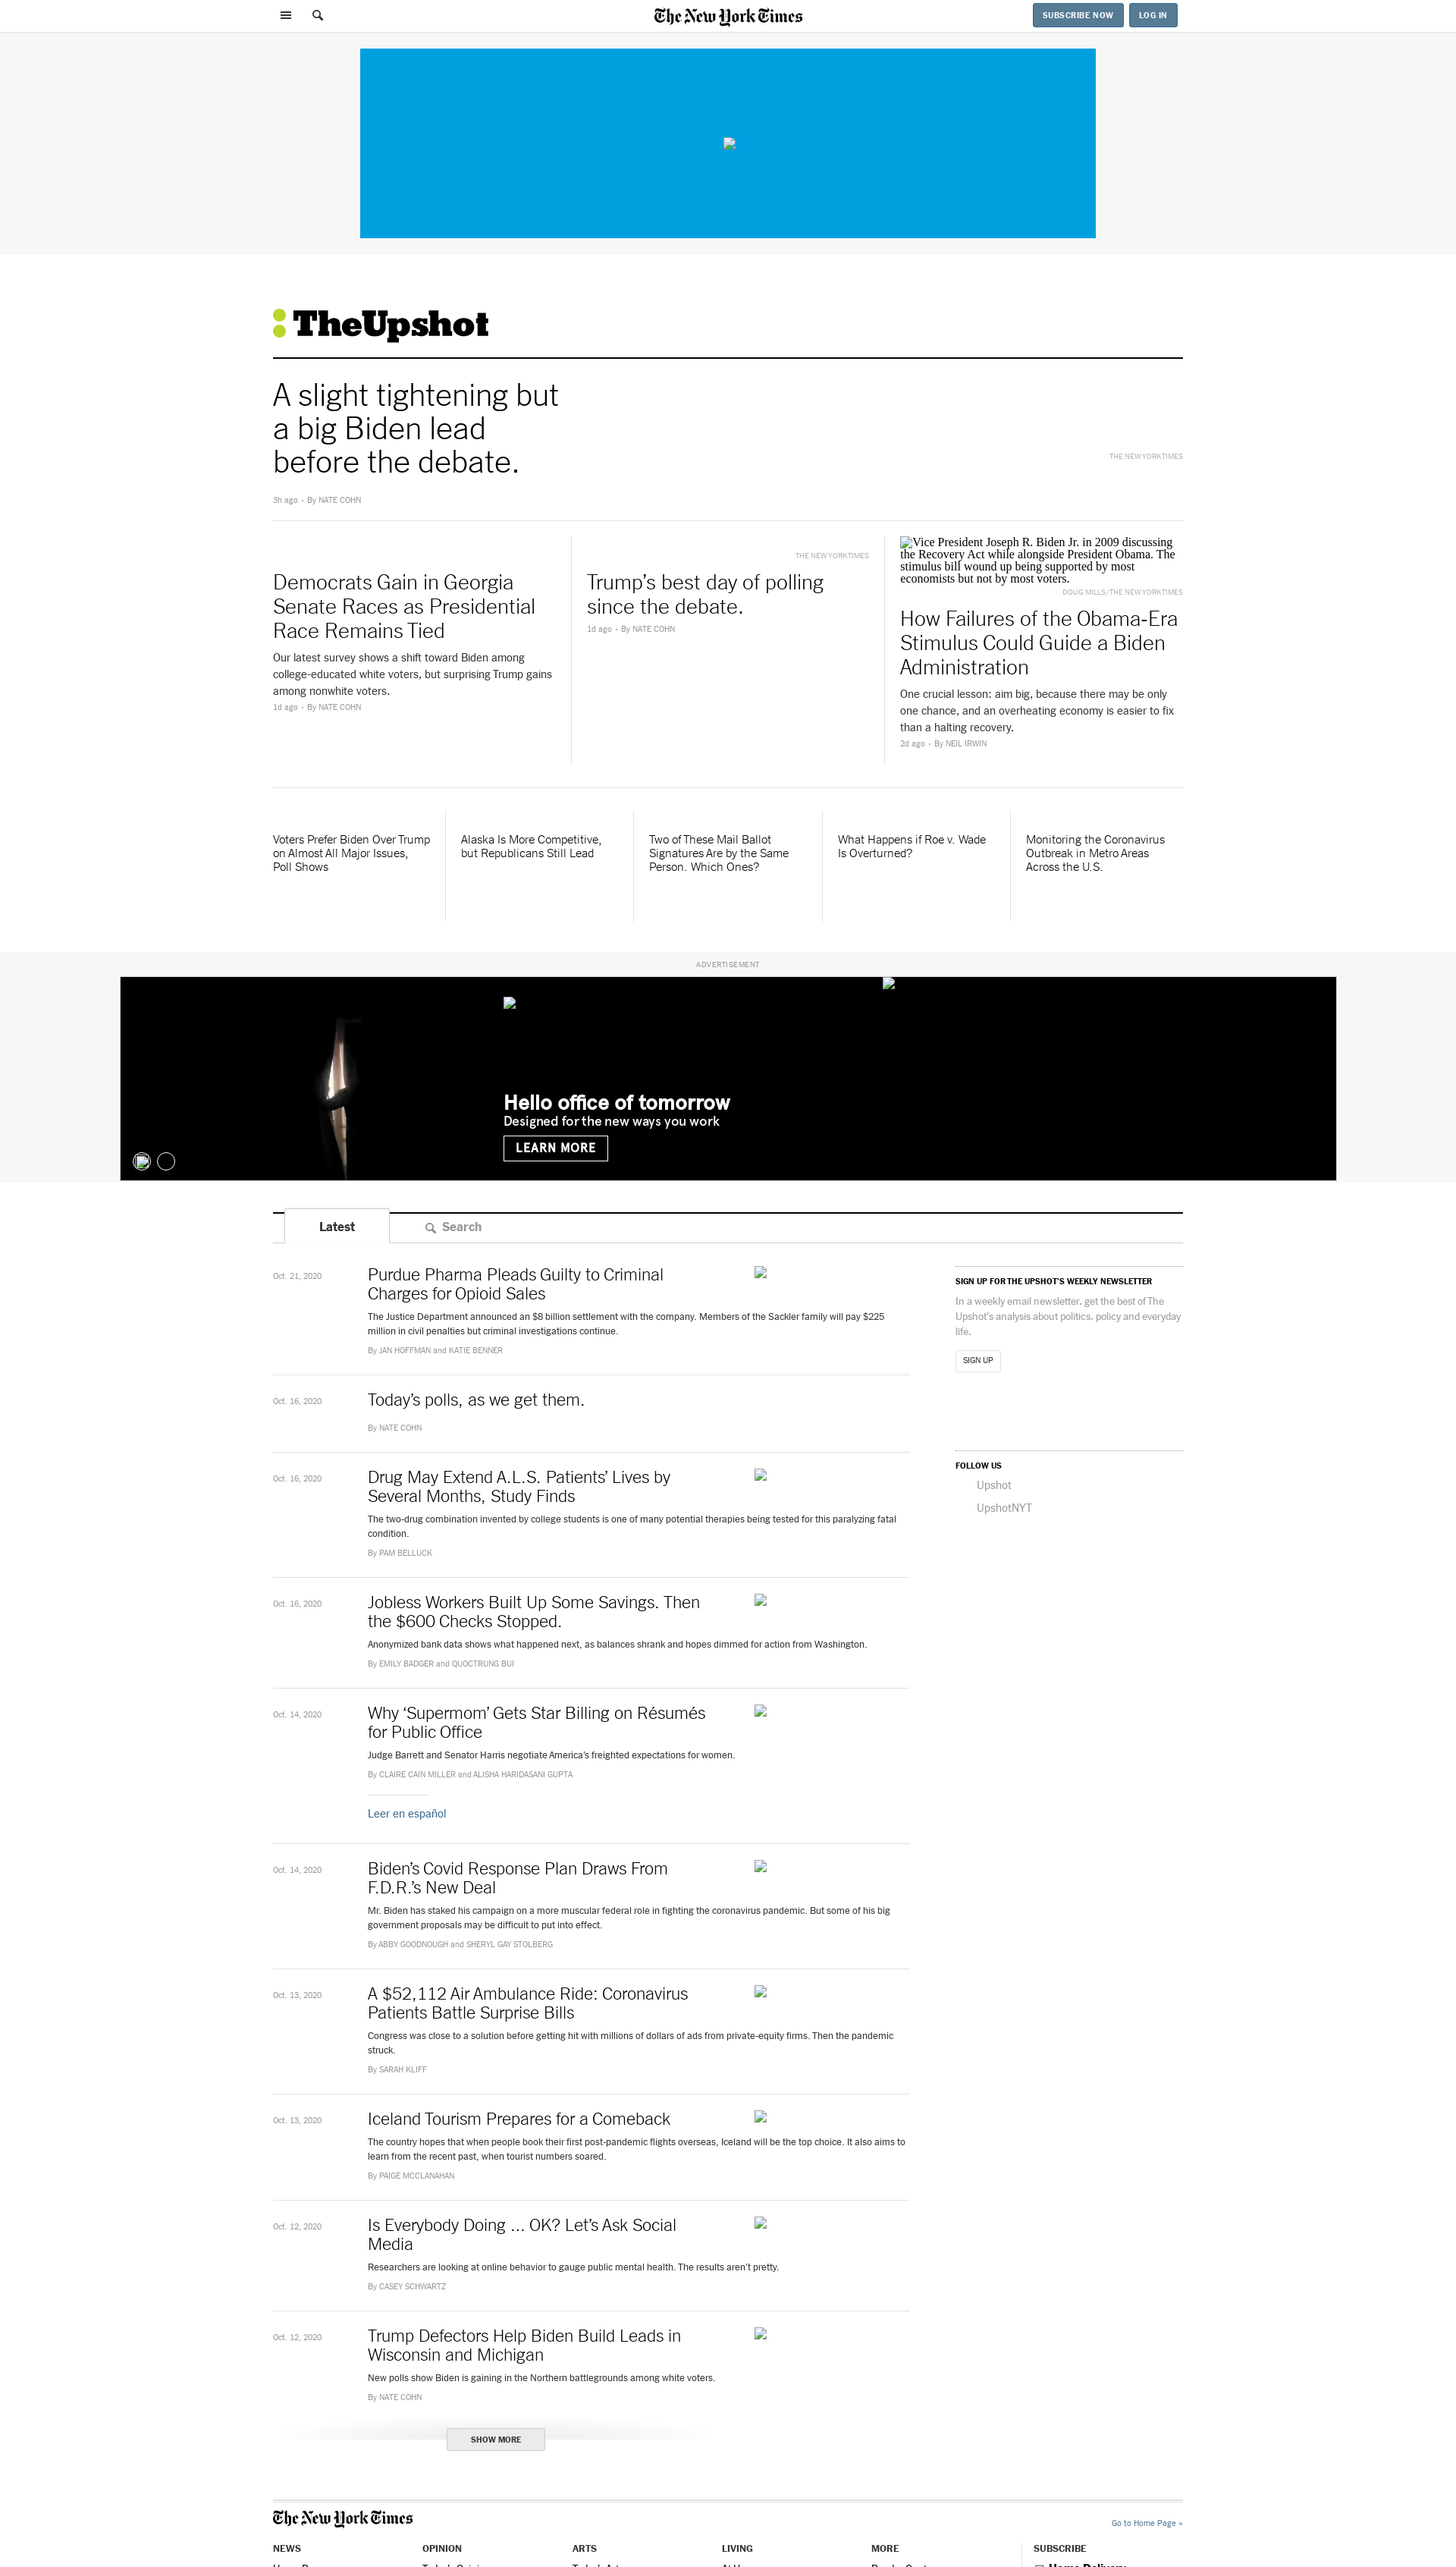 The New York Times
SUBSCRIBE NOW
LOG IN
TheUpshot
A slight tightening but
a big Biden lead
before the debate.
THE NEW YORK TIMES
3h ago · By NATE COHN
Democrats Gain in Georgia
Senate Races as Presidential
Race Remains Tied
Our latest survey shows a shift toward Biden among
college-educated white voters, but surprising Trump gains
among nonwhite voters.
1d ago · By NATE COHN
THE NEW YORK TIMES
Trump’s best day of polling
since the debate.
1d ago · By NATE COHN
Vice President Joseph R. Biden Jr. in 2009 discussing
the Recovery Act while alongside President Obama. The
stimulus bill wound up being supported by most
economists but not by most voters.
DOUG MILLS/THE NEW YORK TIMES
How Failures of the Obama-Era
Stimulus Could Guide a Biden
Administration
One crucial lesson: aim big, because there may be only
one chance, and an overheating economy is easier to fix
than a halting recovery.
2d ago · By NEIL IRWIN
Voters Prefer Biden Over Trump
on Almost All Major Issues,
Poll Shows
Alaska Is More Competitive,
but Republicans Still Lead
Two of These Mail Ballot
Signatures Are by the Same
Person. Which Ones?
What Happens if Roe v. Wade
Is Overturned?
Monitoring the Coronavirus
Outbreak in Metro Areas
Across the U.S.
ADVERTISEMENT
Hello office of tomorrow
Designed for the new ways you work
LEARN MORE
Latest
Search
Oct. 21, 2020
Purdue Pharma Pleads Guilty to Criminal
Charges for Opioid Sales
The Justice Department announced an $8 billion settlement with the company. Members of the Sackler family will pay $225
million in civil penalties but criminal investigations continue.
By JAN HOFFMAN and KATIE BENNER
Oct. 16, 2020
Today’s polls, as we get them.
By NATE COHN
Oct. 16, 2020
Drug May Extend A.L.S. Patients’ Lives by
Several Months, Study Finds
The two-drug combination invented by college students is one of many potential therapies being tested for this paralyzing fatal
condition.
By PAM BELLUCK
Oct. 16, 2020
Jobless Workers Built Up Some Savings. Then
the $600 Checks Stopped.
Anonymized bank data shows what happened next, as balances shrank and hopes dimmed for action from Washington.
By EMILY BADGER and QUOCTRUNG BUI
Oct. 14, 2020
Why ‘Supermom’ Gets Star Billing on Résumés
for Public Office
Judge Barrett and Senator Harris negotiate America’s freighted expectations for women.
By CLAIRE CAIN MILLER and ALISHA HARIDASANI GUPTA
Leer en español
Oct. 14, 2020
Biden’s Covid Response Plan Draws From
F.D.R.’s New Deal
Mr. Biden has staked his campaign on a more muscular federal role in fighting the coronavirus pandemic. But some of his big
government proposals may be difficult to put into effect.
By ABBY GOODNOUGH and SHERYL GAY STOLBERG
Oct. 13, 2020
A $52,112 Air Ambulance Ride: Coronavirus
Patients Battle Surprise Bills
Congress was close to a solution before getting hit with millions of dollars of ads from private-equity firms. Then the pandemic
struck.
By SARAH KLIFF
Oct. 13, 2020
Iceland Tourism Prepares for a Comeback
The country hopes that when people book their first post-pandemic flights overseas, Iceland will be the top choice. It also aims to
learn from the recent past, when tourist numbers soared.
By PAIGE MCCLANAHAN
Oct. 12, 2020
Is Everybody Doing ... OK? Let’s Ask Social
Media
Researchers are looking at online behavior to gauge public mental health. The results aren’t pretty.
By CASEY SCHWARTZ
Oct. 12, 2020
Trump Defectors Help Biden Build Leads in
Wisconsin and Michigan
New polls show Biden is gaining in the Northern battlegrounds among white voters.
By NATE COHN
SHOW MORE
SIGN UP FOR THE UPSHOT’S WEEKLY NEWSLETTER
In a weekly email newsletter, get the best of The
Upshot’s analysis about politics, policy and everyday
life.
SIGN UP
FOLLOW US
Upshot
UpshotNYT
The New York Times
Go to Home Page »
NEWS
OPINION
ARTS
LIVING
MORE
SUBSCRIBE